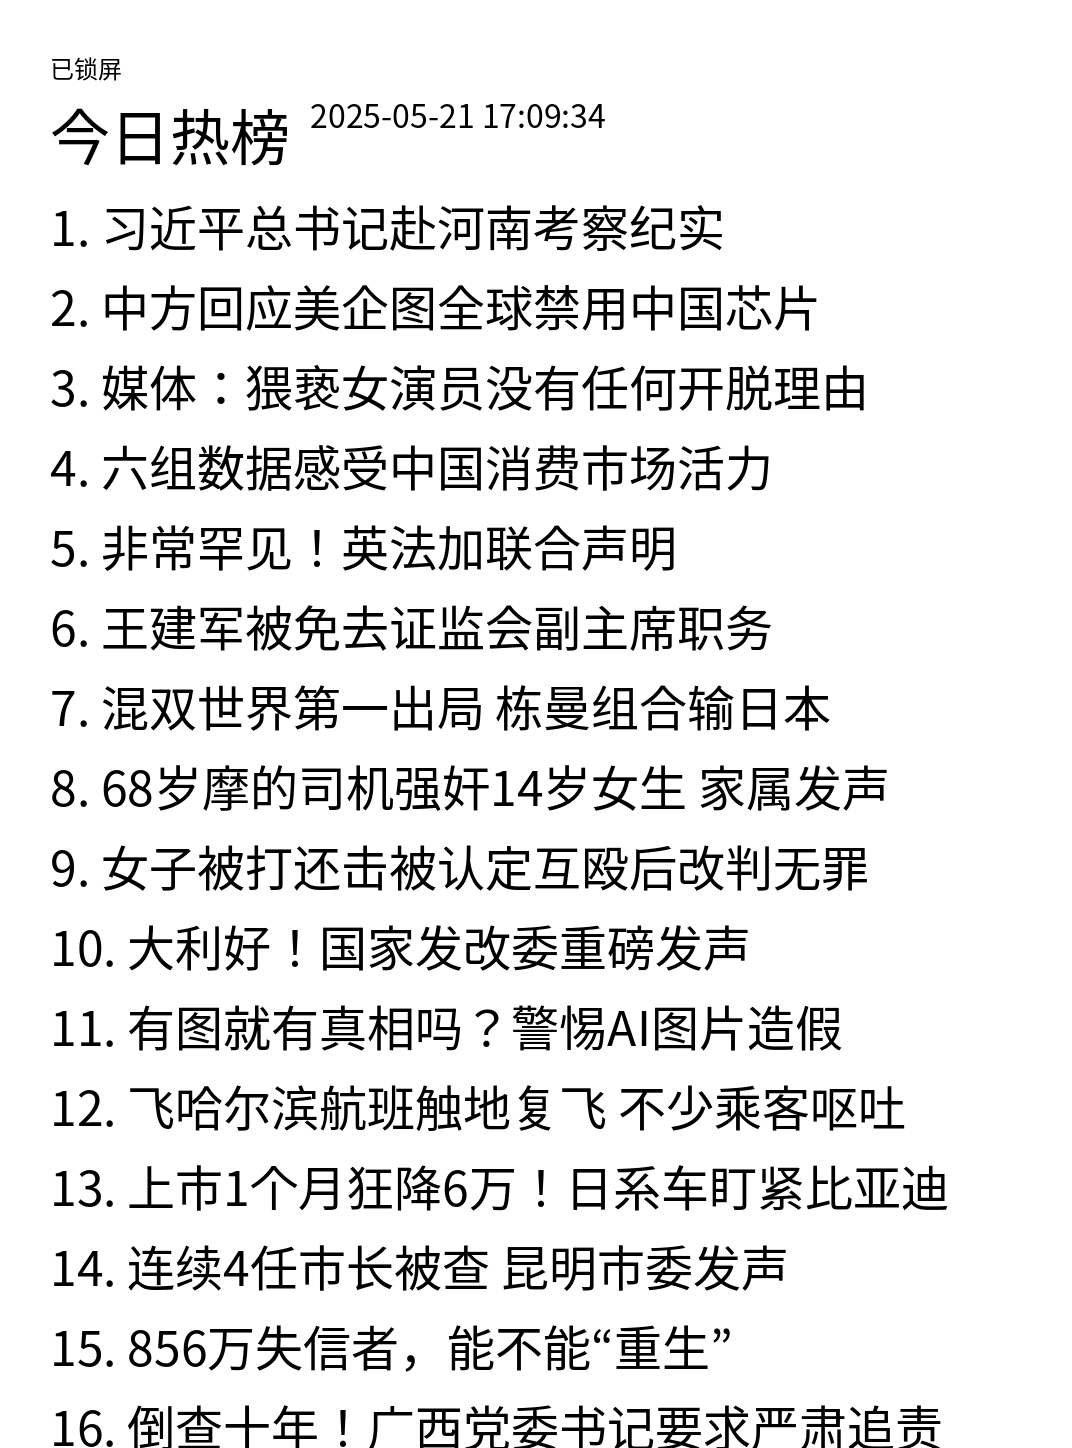 已锁屏
今日热榜 2025-05-21 17:09:34
1. 习近平总书记赴河南考察纪实
2. 中方回应美企图全球禁用中国芯片
3. 媒体：猥亵女演员没有任何开脱理由
4. 六组数据感受中国消费市场活力
5. 非常罕见！英法加联合声明
6. 王建军被免去证监会副主席职务
7. 混双世界第一出局 栋曼组合输日本
8. 68岁摩的司机强奸14岁女生 家属发声
9. 女子被打还击被认定互殴后改判无罪
10. 大利好！国家发改委重磅发声
11. 有图就有真相吗？警惕AI图片造假
12. 飞哈尔滨航班触地复飞 不少乘客呕吐
13. 上市1个月狂降6万！日系车盯紧比亚迪
14. 连续4任市长被查 昆明市委发声
15. 856万失信者，能不能“重生”
16. 倒查十年！广西党委书记要求严肃追责